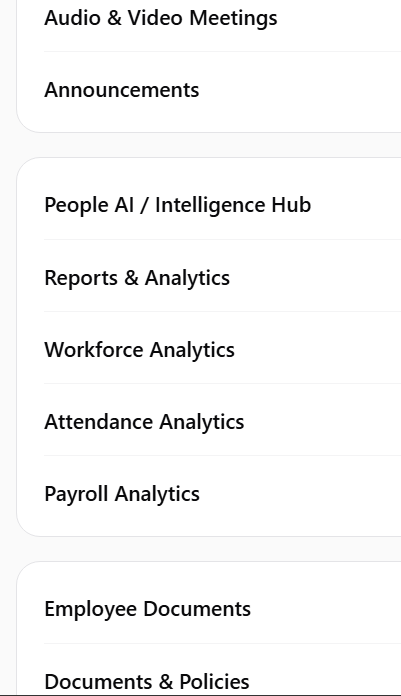 Audio & Video Meetings
Announcements
People AI / Intelligence Hub
Reports & Analytics
Workforce Analytics
Attendance Analytics
Payroll Analytics
Employee Documents
Documents & Policies